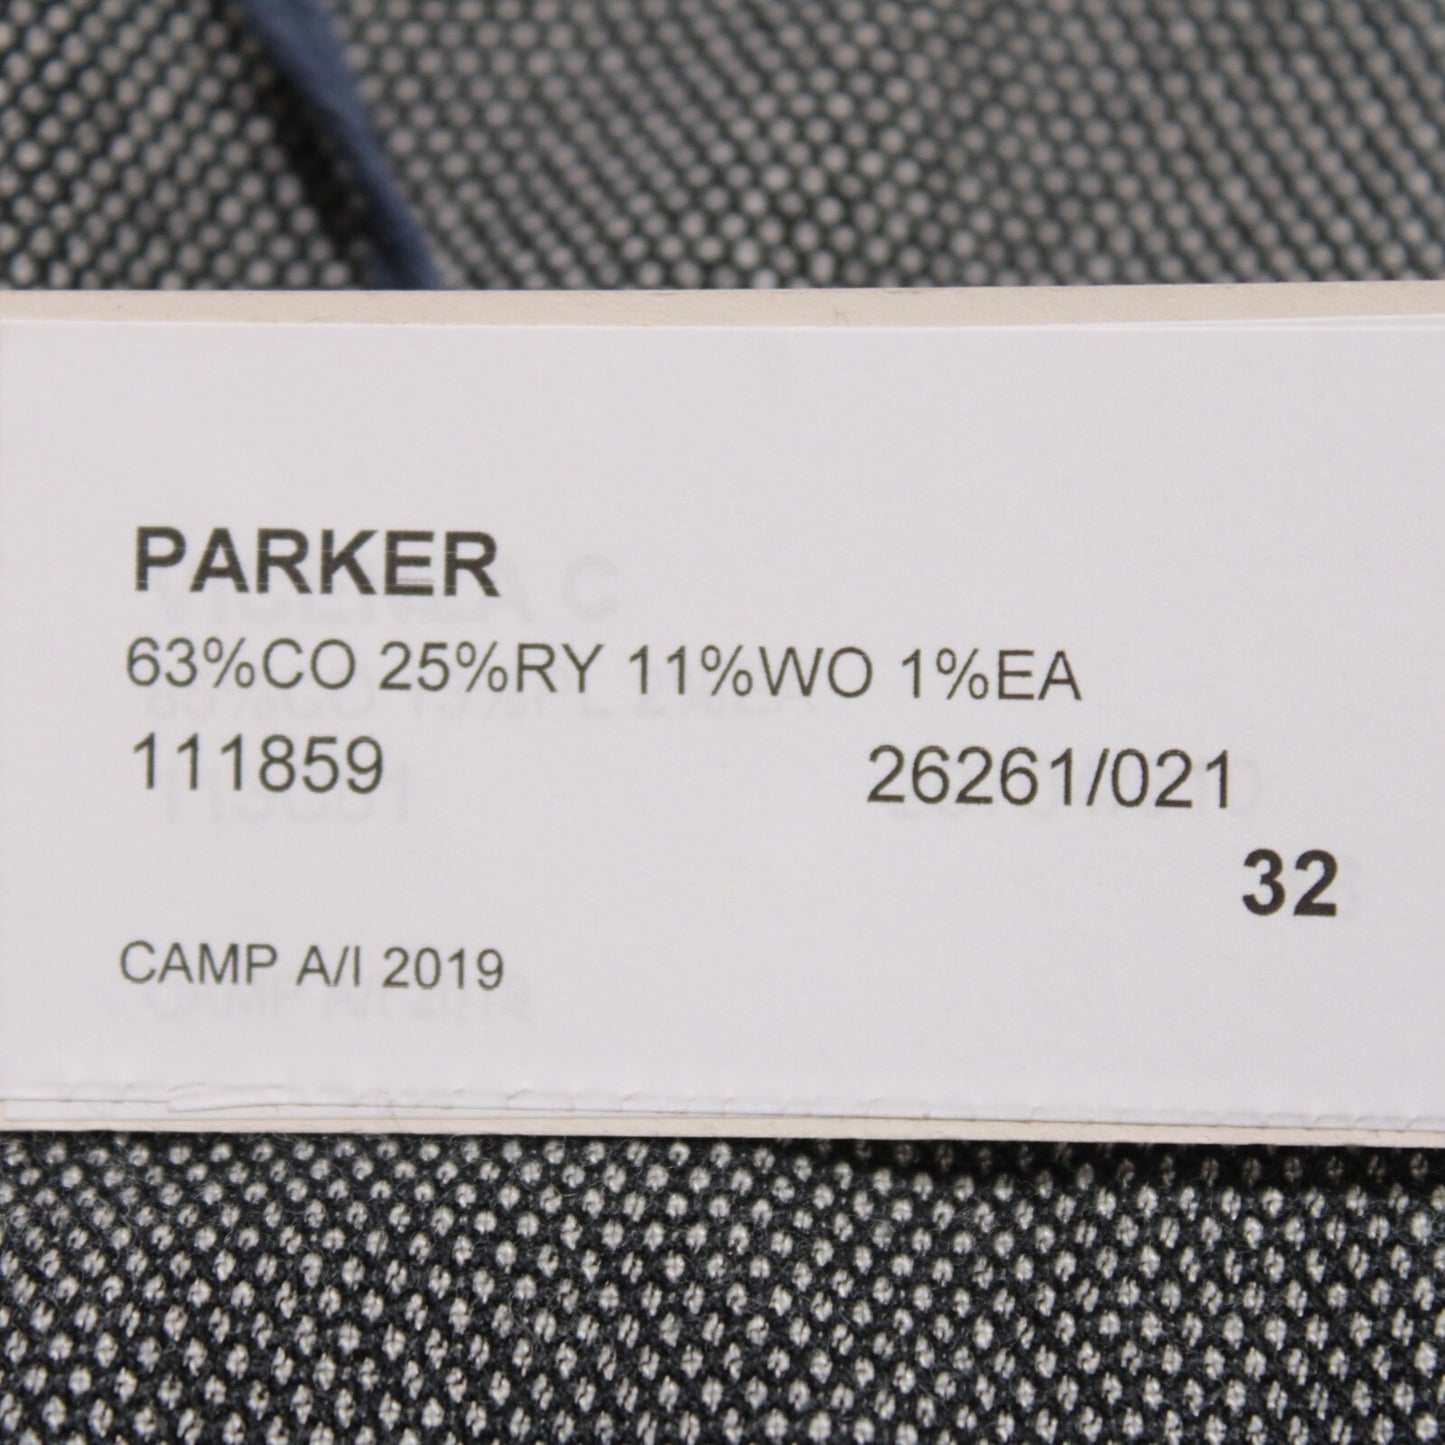 PARKER
63%CO 25%RY 11%WO 1%EA
111859 26261/021
32
CAMP A/I 2019